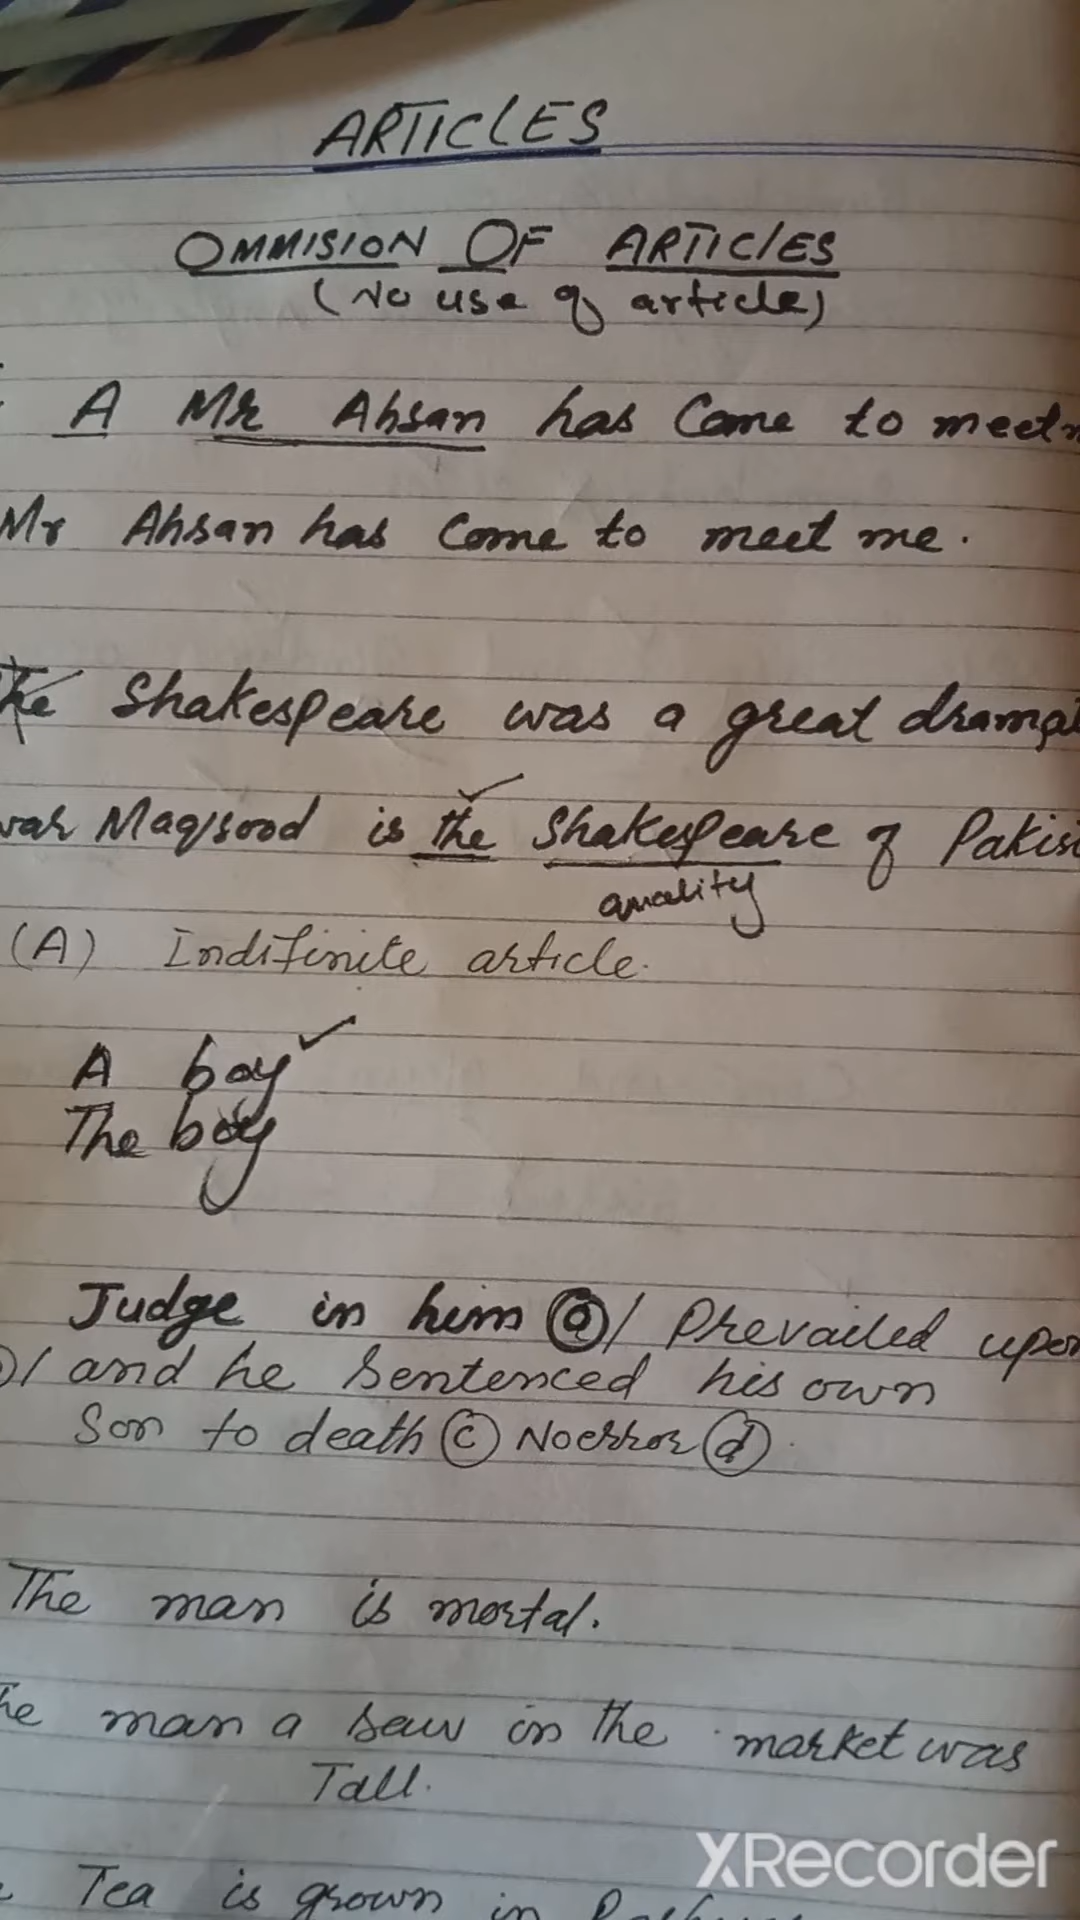 ARTICLES
OMMISION OF ARTICLES
(No use of article)
A Mr Ahsan has Come to meet
Mr Ahsan has Come to meet me.
The Shakespeare was a great
Maqsood is the Shakespeare of
quality
(A) Indifinite article.
A boy
The boy
Judge in him (a)/ Prevailed upon
/ and he Sentenced his own
Son to death (c) No error (d).
The man is mortal.
man a saw in the market was
Tall.
Tea is grown in
XRecorder